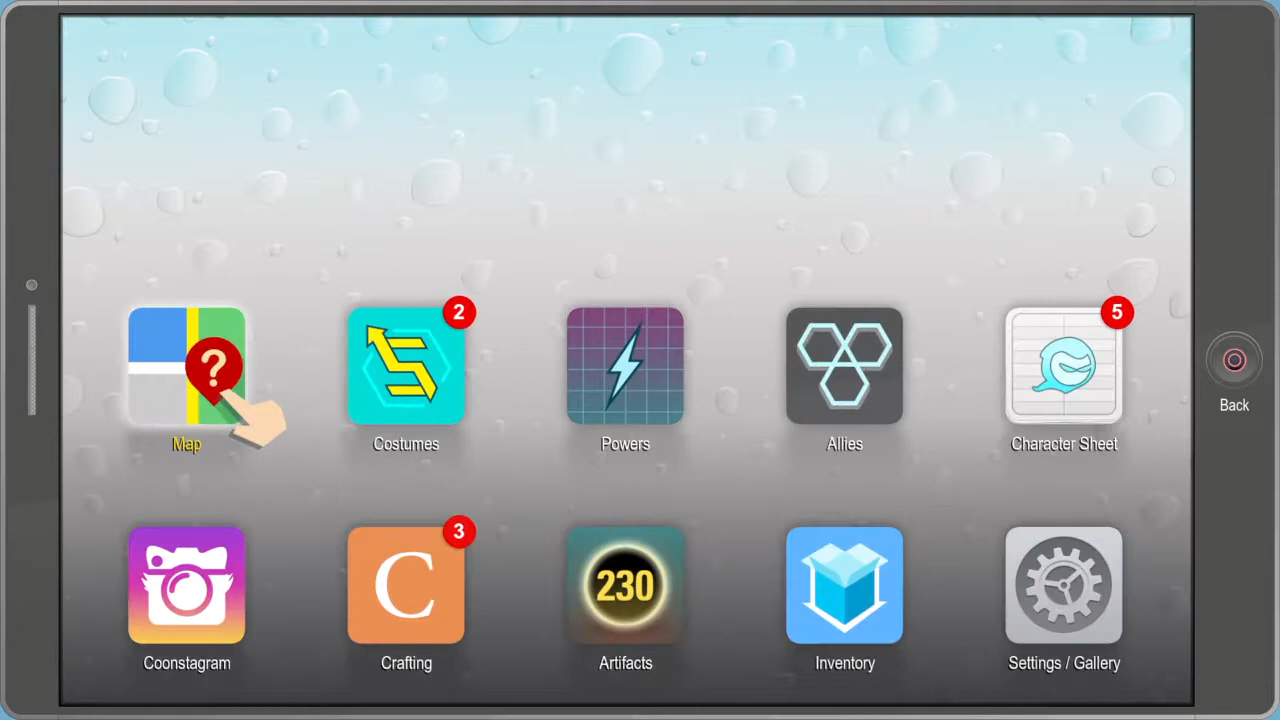 ?
2
5
Map
Costumes
Powers
Allies
Character Sheet
Back
3
C
230
Coonstagram
Crafting
Artifacts
Inventory
Settings / Gallery